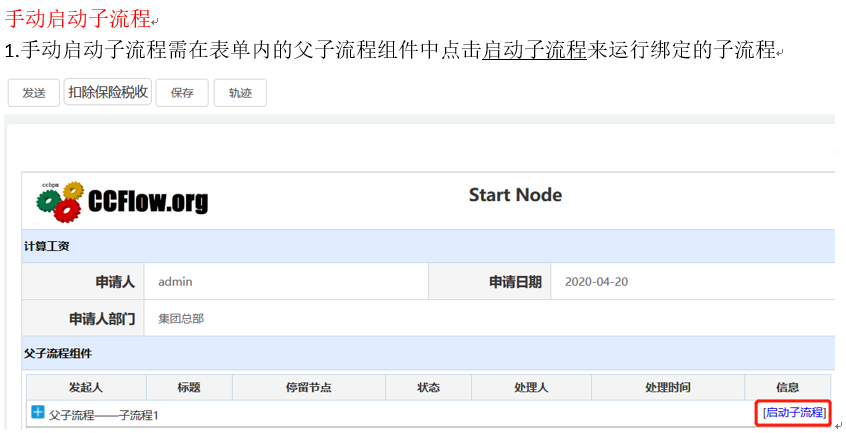 手动启动子流程
1.手动启动子流程需在表单内的父子流程组件中点击启动子流程来运行绑定的子流程
发送 扣除保险税收 保存 轨迹
ccbpm
CCFlow.org Start Node
计算工资
申请人 admin 申请日期 2020-04-20
申请人部门 集团总部
父子流程组件
发起人 标题 停留节点 状态 处理人 处理时间 信息
父子流程——子流程1 [启动子流程]